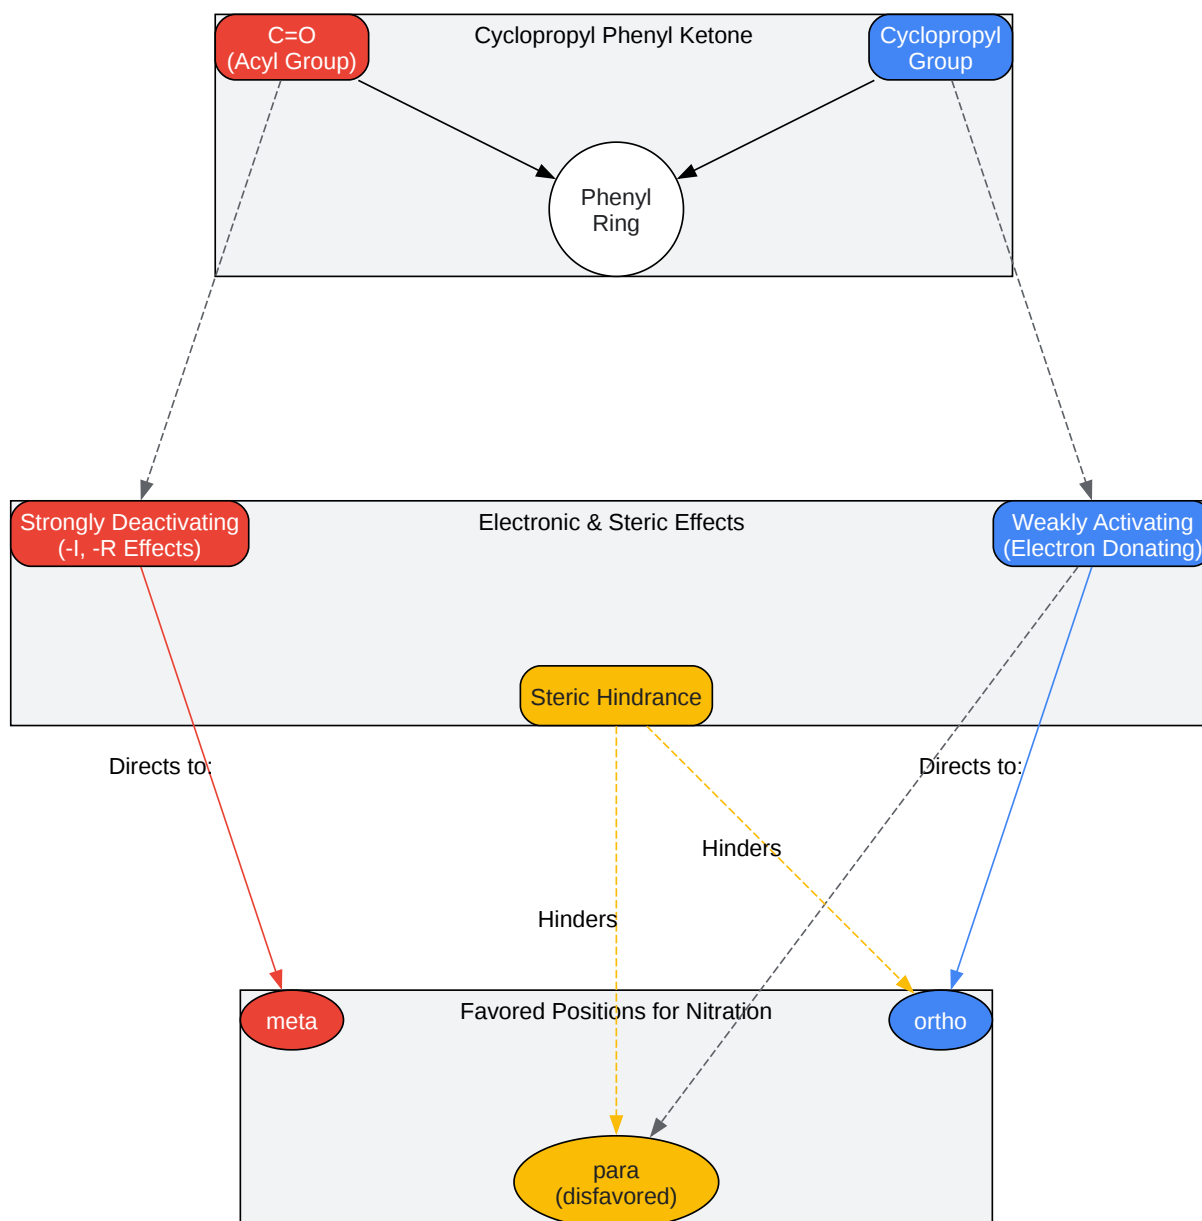 C=O
(Acyl Group)
Cyclopropyl Phenyl Ketone
Cyclopropyl
Group
Phenyl
Ring
Strongly Deactivating
(-I, -R Effects)
Electronic & Steric Effects
Weakly Activating
(Electron Donating)
Steric Hindrance
Directs to:
Directs to:
Hinders
Hinders
meta
Favored Positions for Nitration
ortho
para
(disfavored)